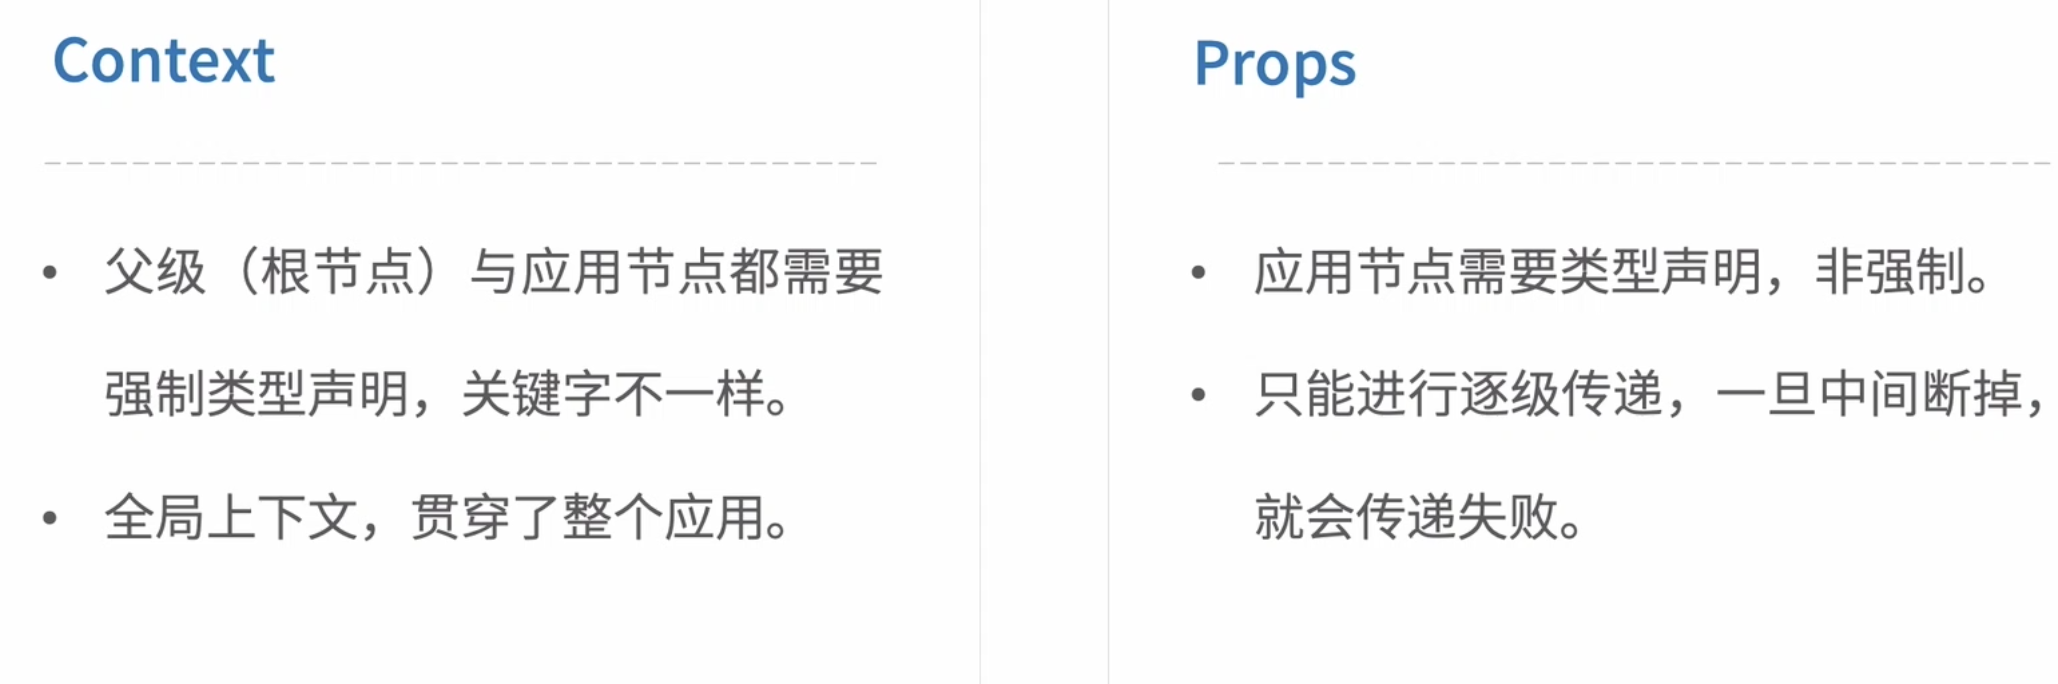 Context
• 父级（根节点）与应用节点都需要
强制类型声明，关键字不一样。
• 全局上下文，贯穿了整个应用。
Props
• 应用节点需要类型声明，非强制。
• 只能进行逐级传递，一旦中间断掉，
就会传递失败。